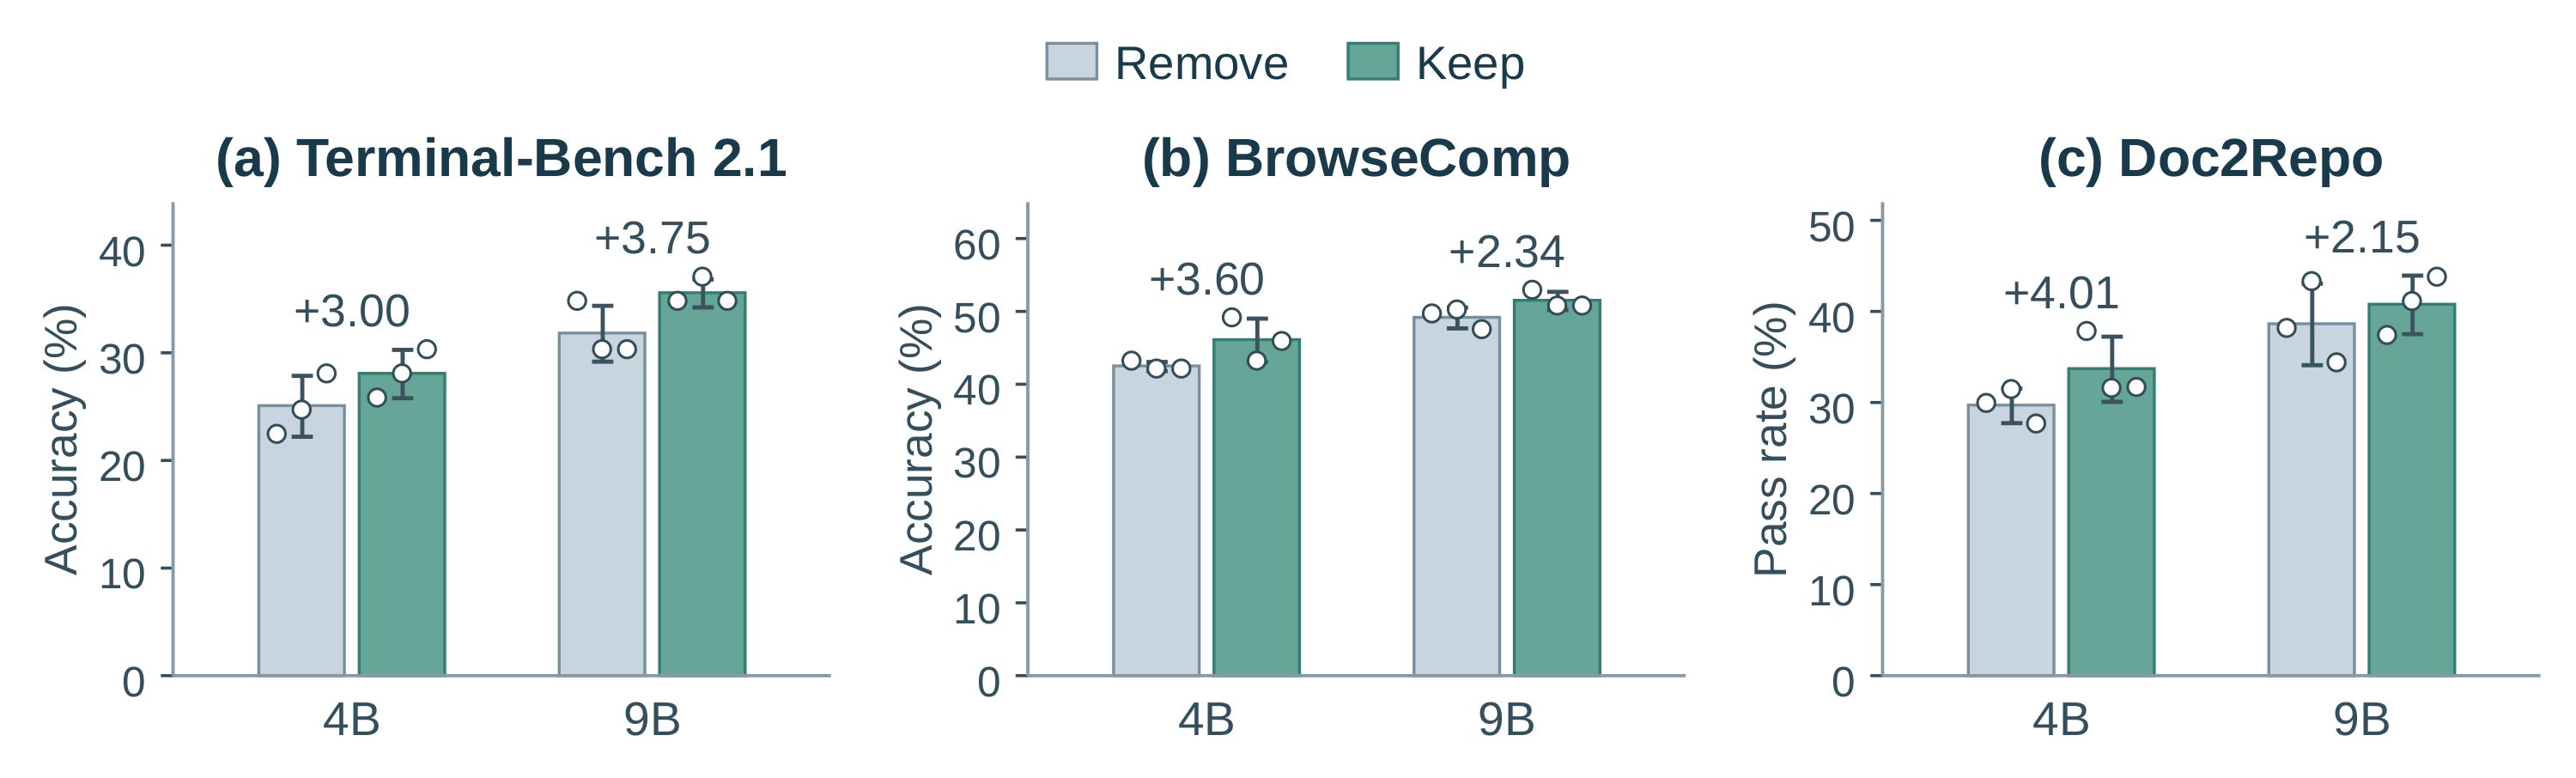 Remove Keep
(a) Terminal-Bench 2.1
Accuracy (%)
40
30
20
10
0
+3.00
+3.75
4B 9B
(b) BrowseComp
Accuracy (%)
60
50
40
30
20
10
0
+3.60
+2.34
4B 9B
(c) Doc2Repo
Pass rate (%)
50
40
30
20
10
0
+4.01
+2.15
4B 9B